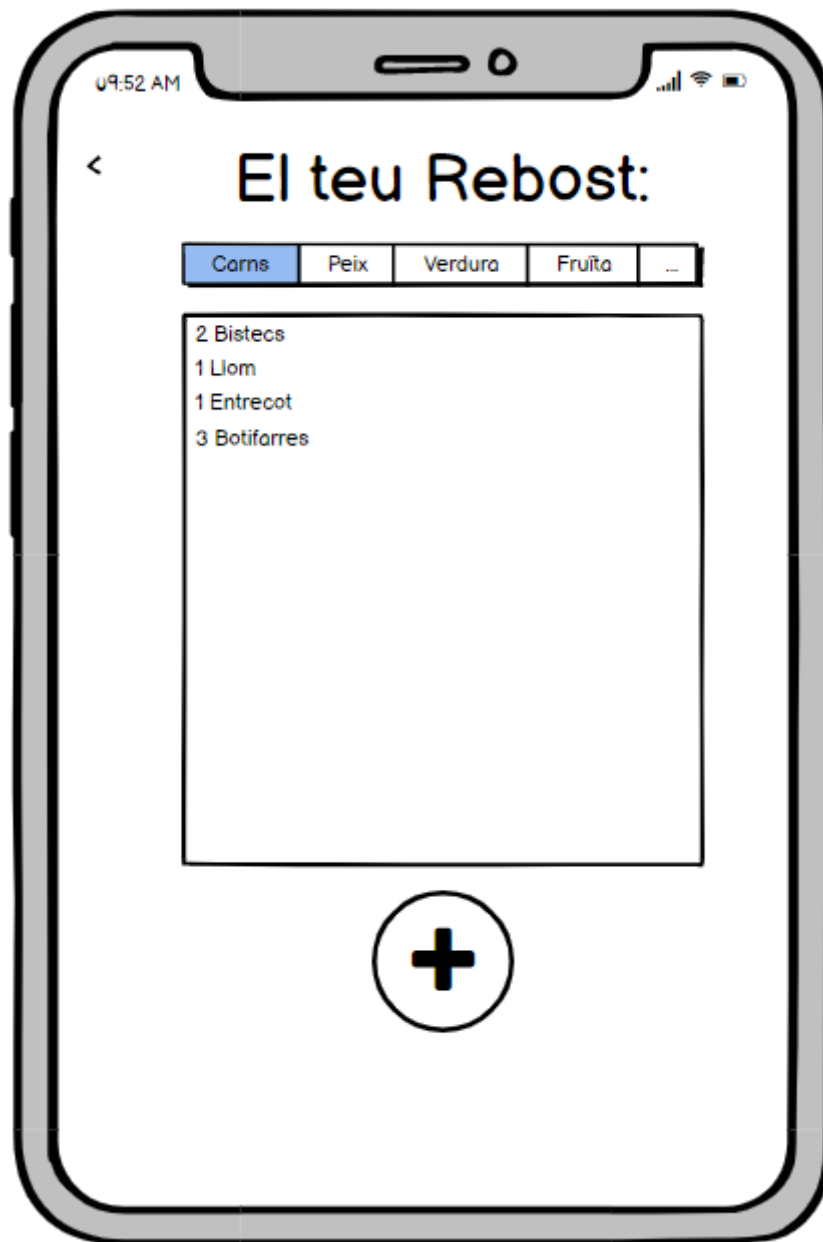 09:52 AM
<
El teu Rebost:
Carns Peix Verdura Fruïta ...
2 Bistecs
1 Llom
1 Entrecot
3 Botifarres